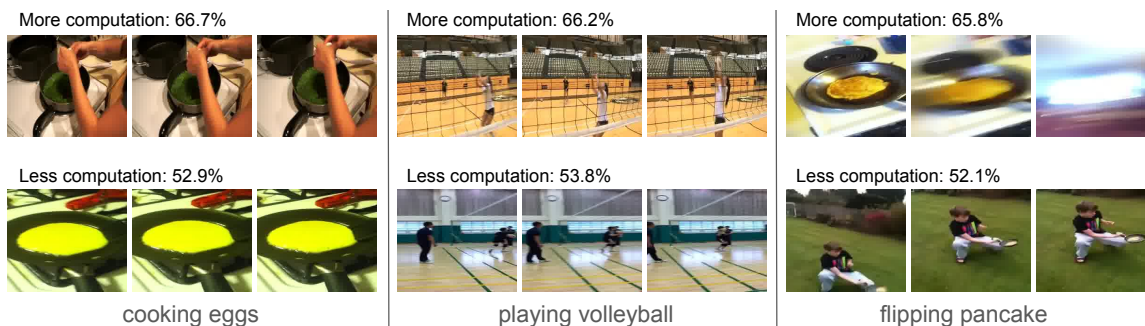 More computation: 66.7%
More computation: 66.2%
More computation: 65.8%
Less computation: 52.9%
Less computation: 53.8%
Less computation: 52.1%
cooking eggs
playing volleyball
flipping pancake